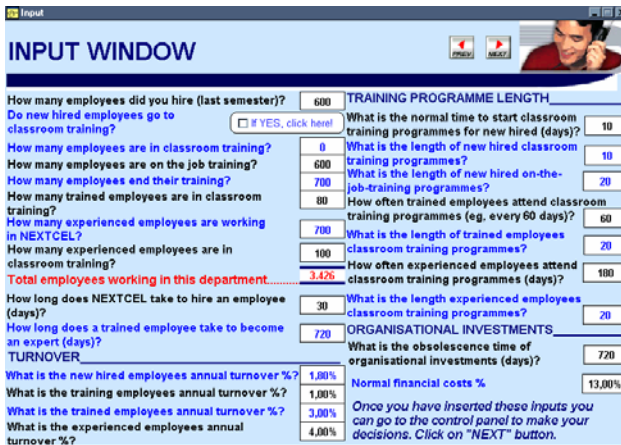 Input
INPUT WINDOW
PREV NEXT
How many employees did you hire (last semester)? 600
Do new hired employees go to
classroom training?
If YES, click here!
How many employees are in classroom training? 0
How many employees are on the job training? 600
How many employees end their training? 700
How many trained employees are in classroom
training? 80
How many experienced employees are working
in NEXTCEL? 700
How many experienced employees are in
classroom training? 100
Total employees working in this department........ 3.426
How long does NEXTCEL take to hire an employee
(days)? 30
How long does a trained employee take to become
an expert (days)? 720
TURNOVER
What is the new hired employees annual turnover %? 1,80%
What is the training employees annual turnover %? 1,00%
What is the trained employees annual turnover %? 3,00%
What is the experienced employees annual
turnover %? 4,00%
TRAINING PROGRAMME LENGTH
What is the normal time to start classroom
training programmes for new hired (days)? 10
What is the length of new hired classroom
training programmes? 10
What is the length of new hired on-the-
job-training programmes? 20
How often trained employees attend classroom
training programmes (eg. every 60 days)? 60
What is the length of trained employees
classroom training programmes? 20
How often experienced employees attend
classroom training programmes (days)? 180
What is the length experienced employees
classroom training programmes? 20
ORGANISATIONAL INVESTMENTS
What is the obsolescence time of
organisational investments (days)? 720
Normal financial costs % 13,00%
Once you have inserted these inputs you
can go to the control panel to make your
decisions. Click on "NEXT" button.